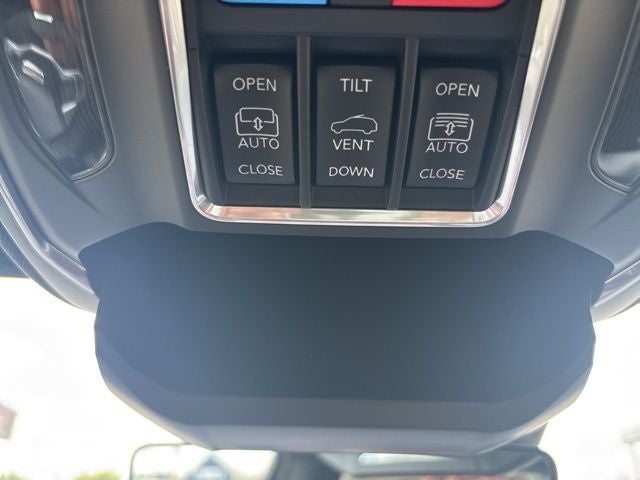 OPEN
AUTO
CLOSE
TILT
VENT
DOWN
OPEN
AUTO
CLOSE